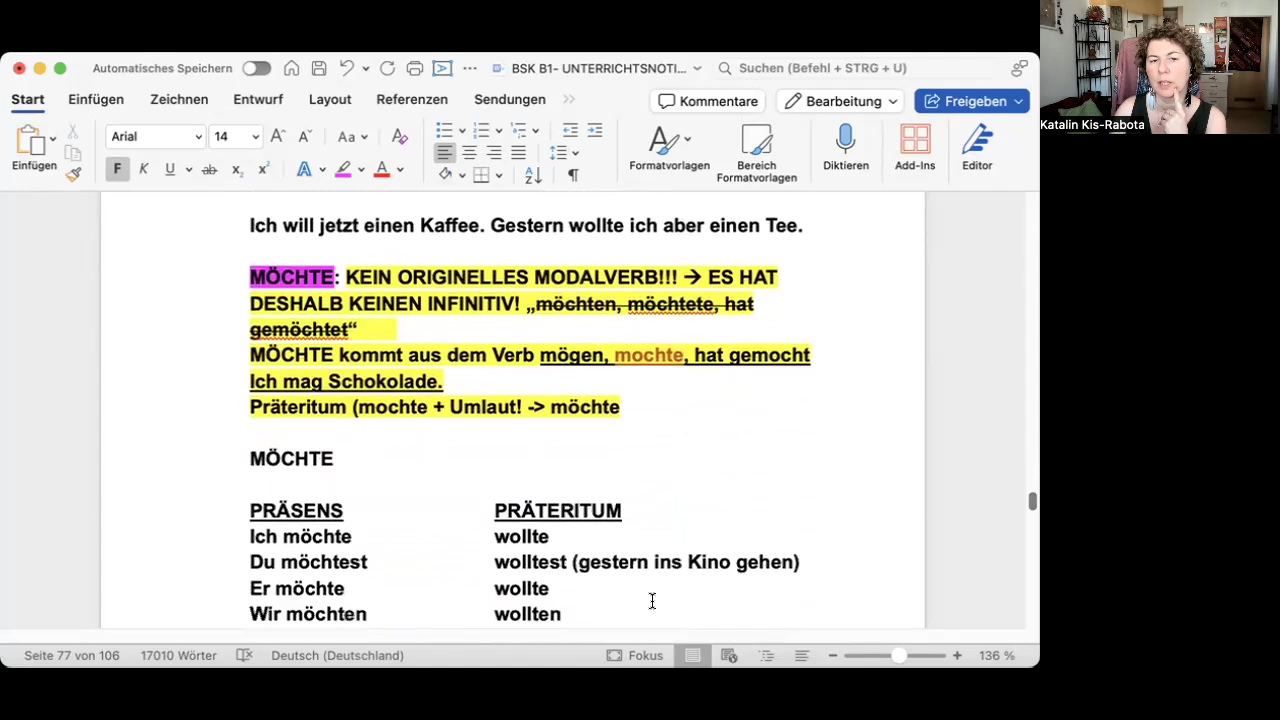 Automatisches Speichern
BSK B1- UNTERRICHTSNOTI...
Suchen (Befehl + STRG + U)
Start Einfügen Zeichnen Entwurf Layout Referenzen Sendungen
Kommentare Bearbeitung Freigeben
Einfügen
Arial 14
F K U ab x₂ x²
Formatvorlagen
Bereich
Formatvorlagen
Diktieren
Add-Ins
Editor
Katalin Kis-Rabota
Ich will jetzt einen Kaffee. Gestern wollte ich aber einen Tee.
MÖCHTE: KEIN ORIGINELLES MODALVERB!!! → ES HAT
DESHALB KEINEN INFINITIV! „möchten, möchtete, hat
gemöchtet“
MÖCHTE kommt aus dem Verb mögen, mochte, hat gemocht
Ich mag Schokolade.
Präteritum (mochte + Umlaut! -> möchte
MÖCHTE
PRÄSENS PRÄTERITUM
Ich möchte wollte
Du möchtest wolltest (gestern ins Kino gehen)
Er möchte wollte
Wir möchten wollten
Seite 77 von 106 17010 Wörter Deutsch (Deutschland) Fokus 136 %